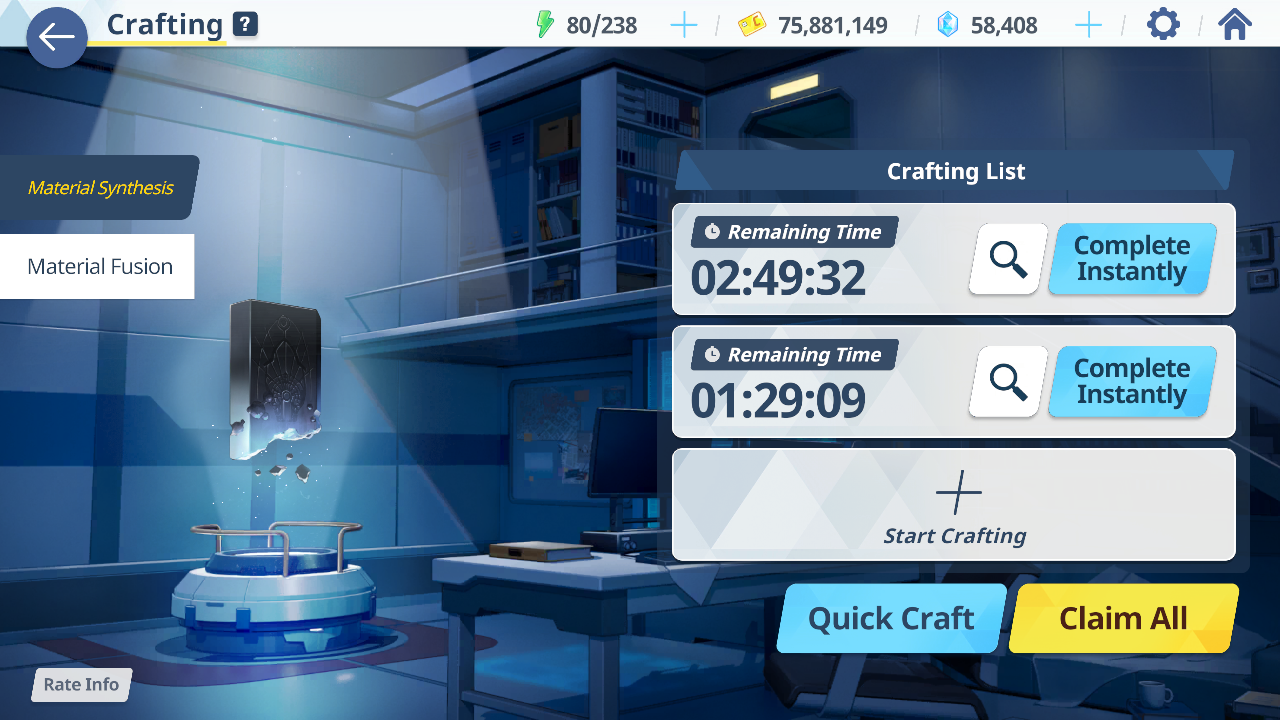 Crafting ?
80/238
75,881,149
58,408
Material Synthesis
Material Fusion
Crafting List
Remaining Time
02:49:32
Complete
Instantly
Remaining Time
01:29:09
Complete
Instantly
Start Crafting
Quick Craft
Claim All
Rate Info